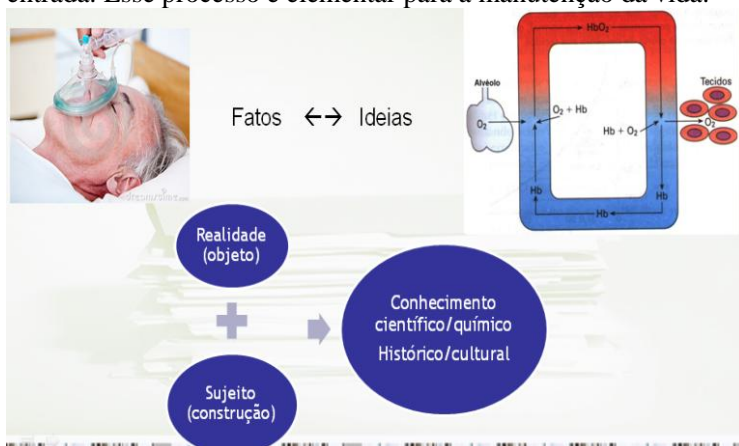 entrada. Esse processo é elementar para a manutenção da vida.
Fatos ↔ Ideias
HbO₂
Alvéolo
Tecidos
O₂
O₂ + Hb
Hb + O₂
O₂
Hb
Hb
Hb
Realidade
(objeto)
+
Conhecimento
científico/químico
Histórico/cultural
Sujeito
(construção)